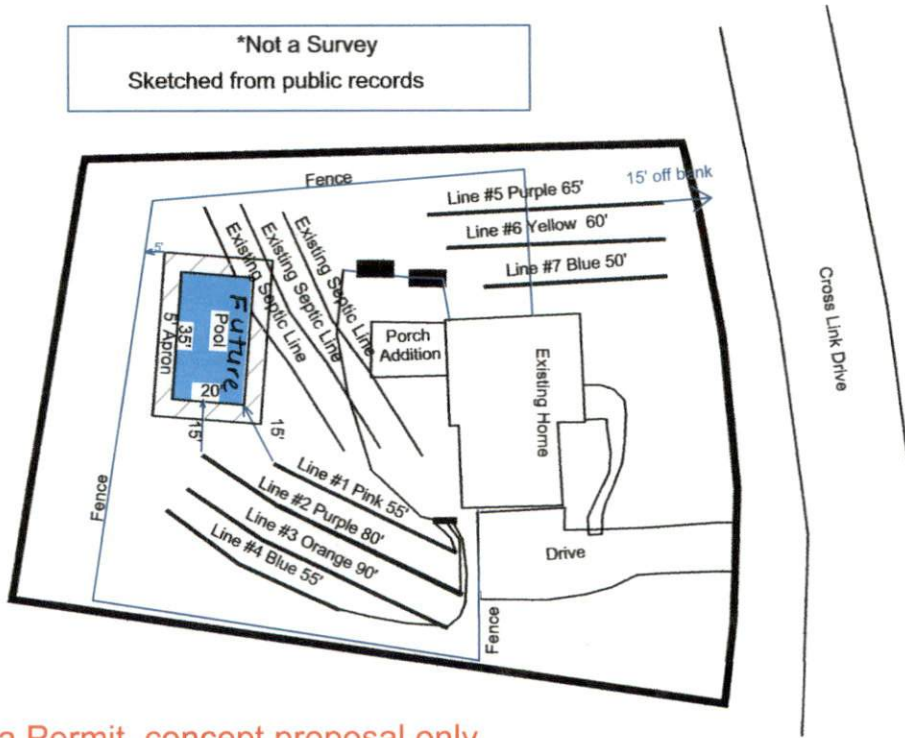 *Not a Survey
Sketched from public records
Fence
Line #5 Purple 65'
15' off bank
Line #6 Yellow 60'
Line #7 Blue 50'
Existing Septic Line
Existing Septic Line
Existing Septic Line
5'
Future
Pool
35'
5' Apron
20'
Porch
Addition
Existing Home
Cross Link Drive
15'
15'
Line #1 Pink 55'
Line #2 Purple 80'
Line #3 Orange 90'
Line #4 Blue 55'
Fence
Drive
Fence
a Permit, concept proposal only